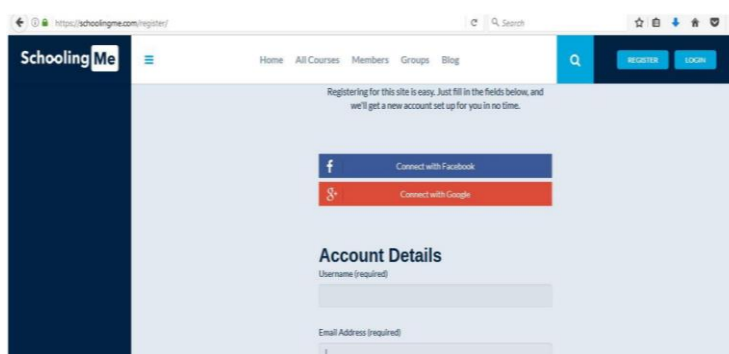 https://schoolingme.com/register/
Search
Schooling Me
Home All Courses Members Groups Blog
REGISTER LOGIN
Registering for this site is easy. Just fill in the fields below, and
we'll get a new account set up for you in no time.
f Connect with Facebook
g+ Connect with Google
Account Details
Username (required)
Email Address (required)